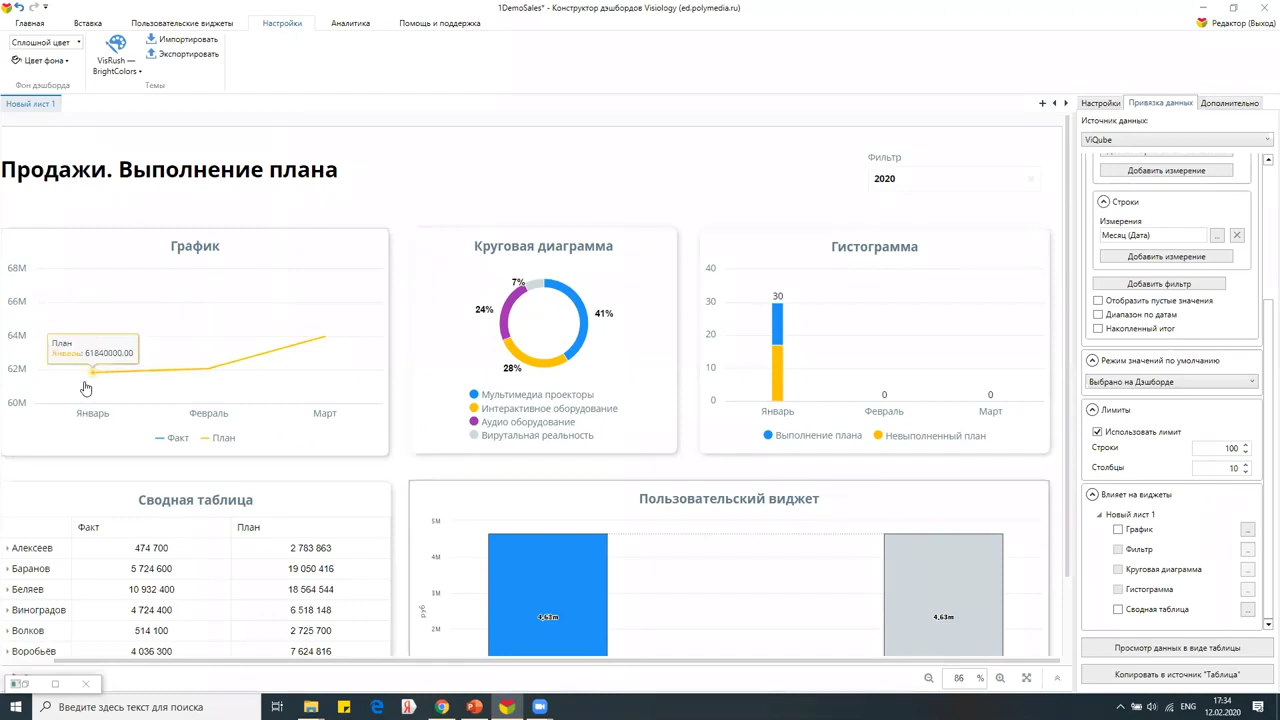 1DemoSales* - Конструктор дэшбордов Visiology (ed.polymedia.ru)
Главная Вставка Пользовательские виджеты Настройки Аналитика Помощь и поддержка
Редактор (Выход)
Сплошной цвет
Цвет фона
Фон дэшборда
VisRush —
BrightColors
Импортировать
Экспортировать
Темы
Новый лист 1
Продажи. Выполнение плана
Фильтр
2020
График
68M
66M
64M
62M
60M
План
Январь: 61840000.00
Январь Февраль Март
Факт План
Круговая диаграмма
7%
24%
41%
28%
Мультимедиа проекторы
Интерактивное оборудование
Аудио оборудование
Вирутальная реальность
Гистограмма
40
30
20
10
0
30
0
0
Январь Февраль Март
Выполнение плана Невыполненный план
Сводная таблица
Факт План
Алексеев 474 700 2 783 863
Баранов 5 724 600 19 050 416
Беляев 10 932 400 18 564 544
Виноградов 4 724 400 6 518 148
Волков 514 100 2 725 700
Воробьёв 4 036 300 7 624 816
Пользовательский виджет
5M
4M
3M
2M
руб
4,63m
4,63m
Настройки Привязка данных Дополнительно
Источник данных:
ViQube
Добавить измерение
Строки
Измерения
Месяц (Дата) ...
Добавить измерение
Добавить фильтр
Отобразить пустые значения
Диапазон по датам
Накопленный итог
Режим значений по умолчанию
Выбрано на Дэшборде
Лимиты
Использовать лимит
Строки 100
Столбцы 10
Влияет на виджеты
Новый лист 1
График ...
Фильтр ...
Круговая диаграмма ...
Гистограмма ...
Сводная таблица ...
Просмотр данных в виде таблицы
Копировать в источник "Таблица"
86 %
Введите здесь текст для поиска
ENG
17:34
12.02.2020